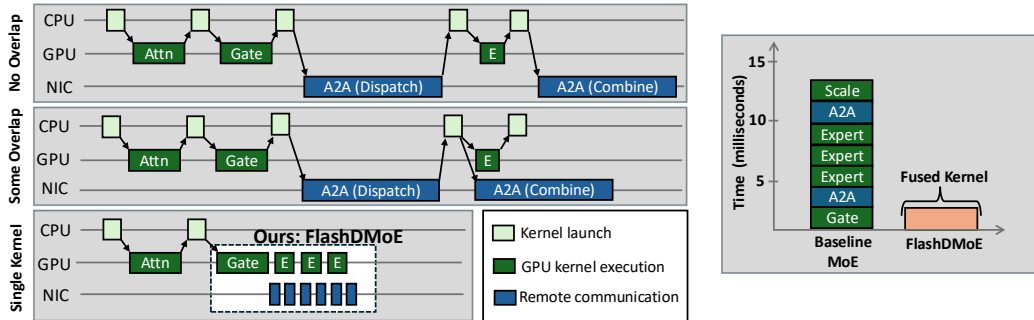 No Overlap
CPU
GPU
NIC
Attn
Gate
E
A2A (Dispatch)
A2A (Combine)
Some Overlap
CPU
GPU
NIC
Attn
Gate
E
A2A (Dispatch)
A2A (Combine)
Single Kernel
CPU
GPU
NIC
Ours: FlashDMoE
Attn
Gate
E
E
E
Kernel launch
GPU kernel execution
Remote communication
Time (milliseconds)
15
10
5
Scale
A2A
Expert
Expert
Expert
A2A
Gate
Fused Kernel
Baseline
MoE
FlashDMoE